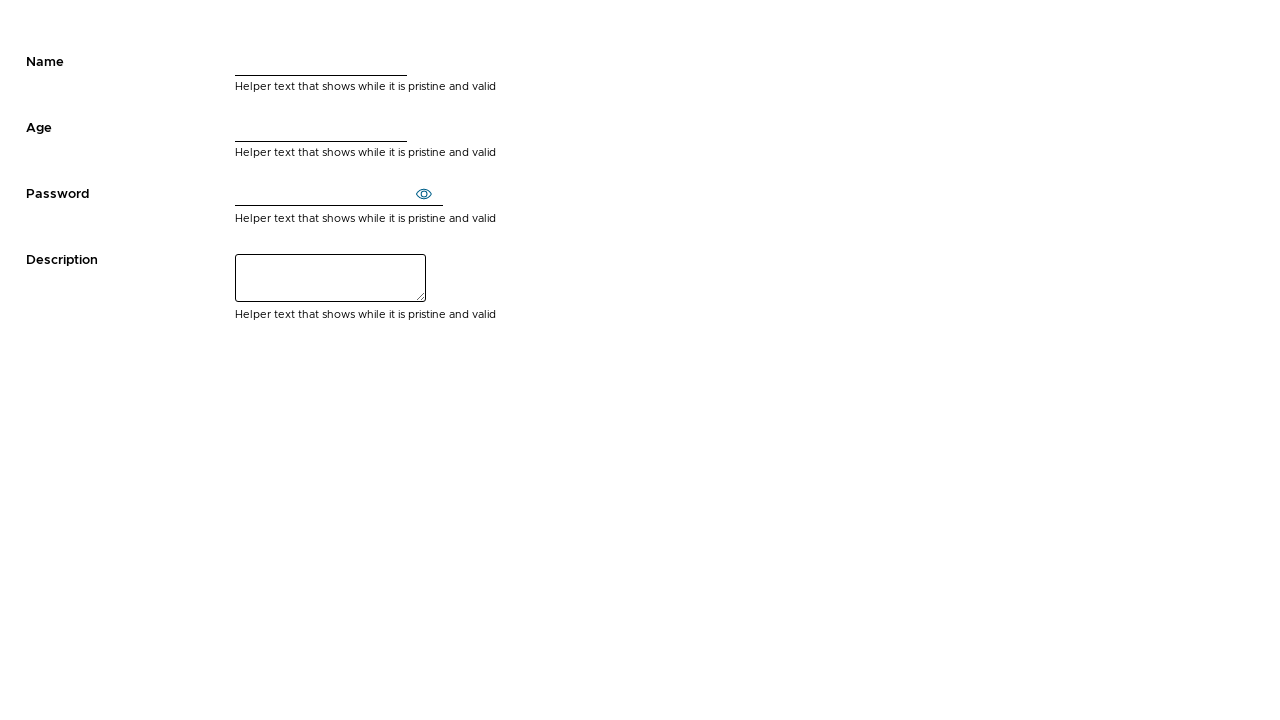 Name
Helper text that shows while it is pristine and valid
Age
Helper text that shows while it is pristine and valid
Password
Helper text that shows while it is pristine and valid
Description
Helper text that shows while it is pristine and valid